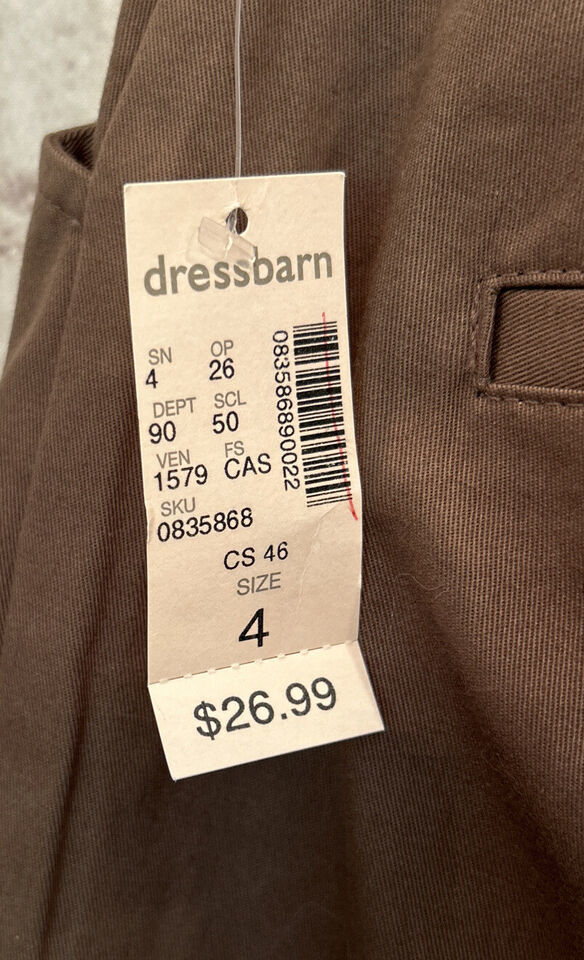 dressbarn
SN OP
4 26
DEPT SCL
90 50
VEN FS
1579 CAS
SKU
0835868
CS 46
SIZE
4
$26.99
083586890022